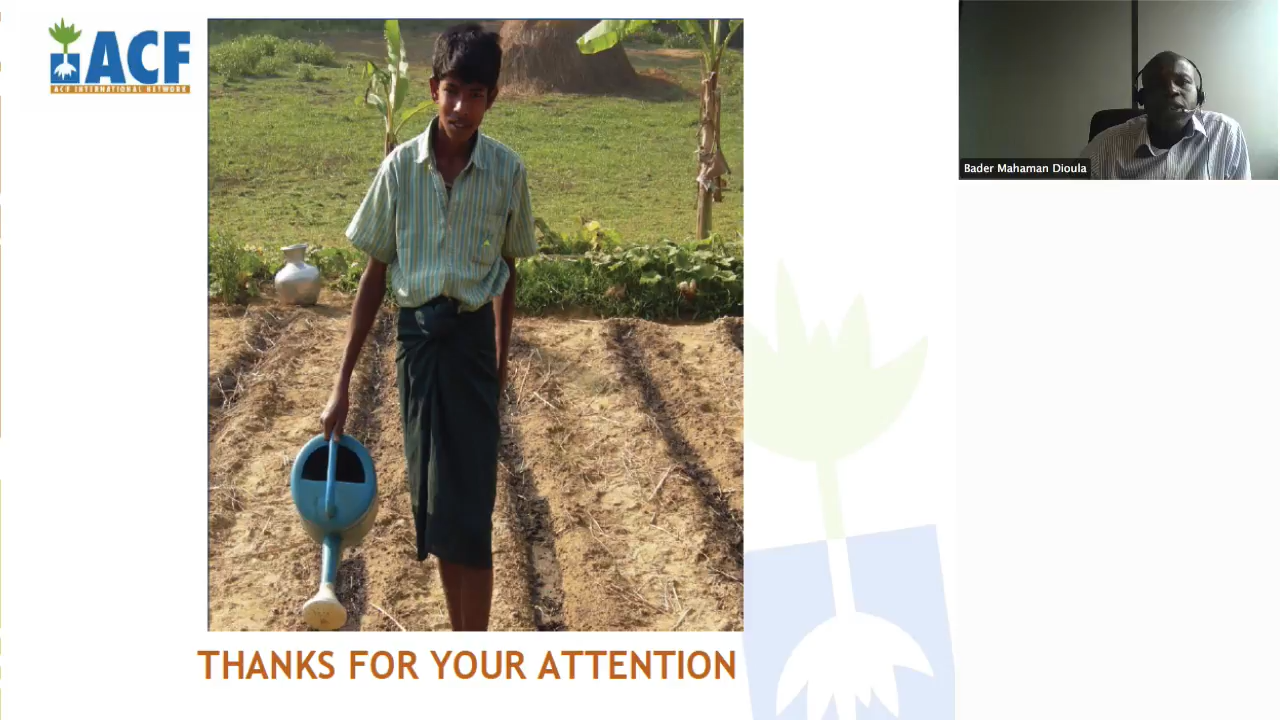 ACF
ACF INTERNATIONAL NETWORK
Bader Mahaman Dioula
THANKS FOR YOUR ATTENTION